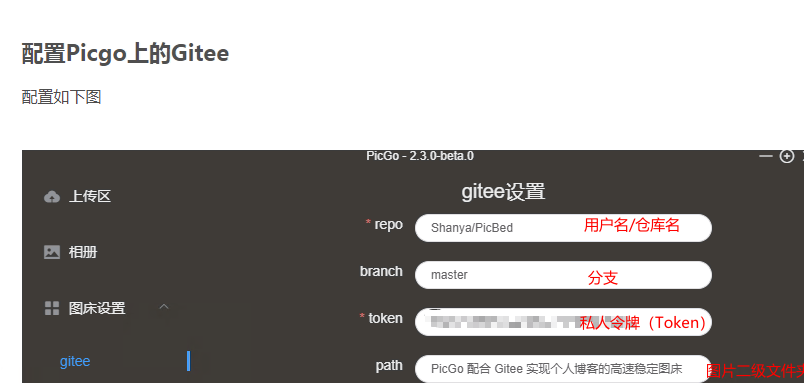 配置Picgo上的Gitee
配置如下图
PicGo - 2.3.0-beta.0
上传区
gitee设置
* repo Shanya/PicBed 用户名/仓库名
相册
branch master 分支
图床设置
* token 私人令牌（Token）
gitee
path PicGo 配合 Gitee 实现个人博客的高速稳定图床 图片二级文件